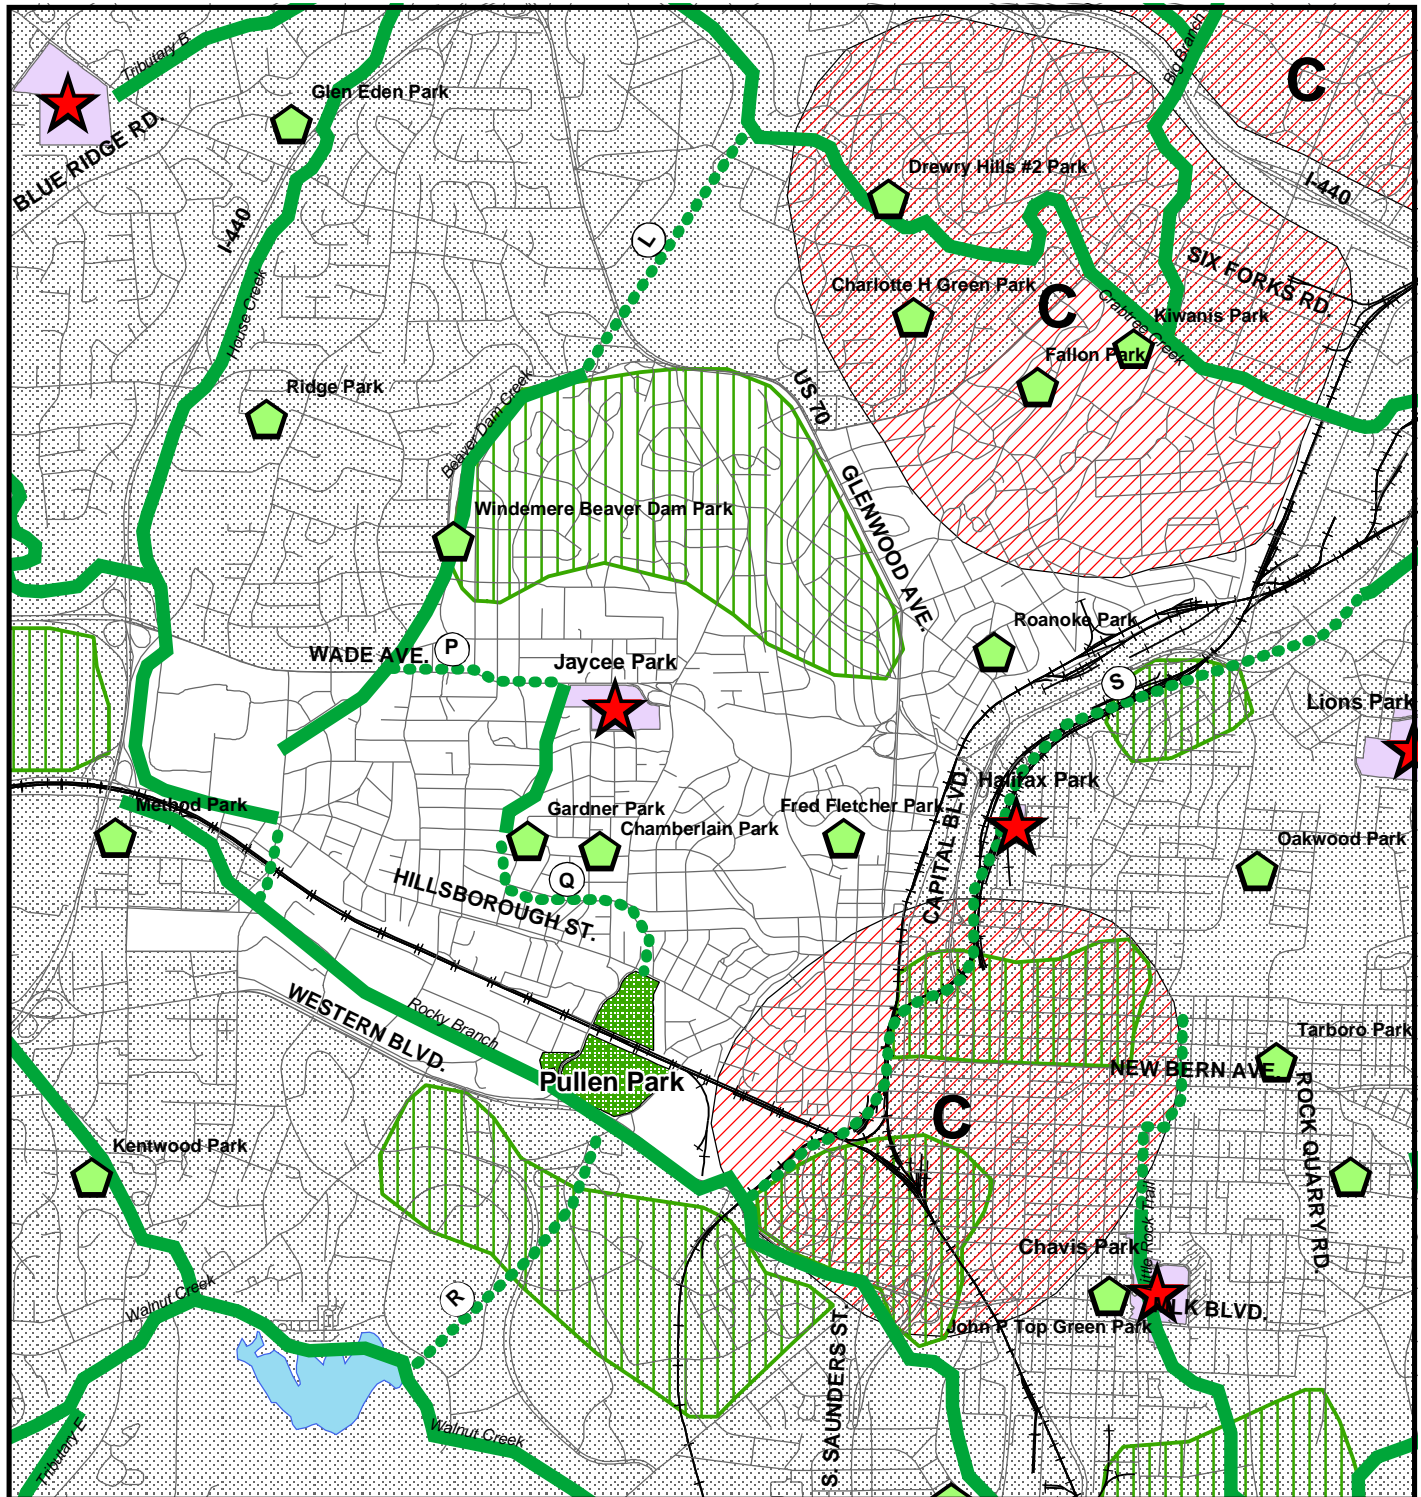 Tributary B
Big Branch
C
Glen Eden Park
BLUE RIDGE RD.
I-440
Drewry Hills #2 Park
I-440
L
House Creek
SIX FORKS RD.
Charlotte H Green Park
C
Crabtree Creek
Kiwanis Park
Fallon Park
Ridge Park
US 70
Beaver Dam Creek
Windemere Beaver Dam Park
GLENWOOD AVE.
Roanoke Park
WADE AVE.
P
Jaycee Park
S
Lions Park
Halifax Park
Method Park
Gardner Park
Fred Fletcher Park
CAPITAL BLVD.
Chamberlain Park
Oakwood Park
Q
HILLSBOROUGH ST.
WESTERN BLVD.
Rocky Branch
Tarboro Park
NEW BERN AVE
Pullen Park
C
ROCK QUARRY RD.
Kentwood Park
Little Rock Trail
Chavis Park
Walnut Creek
R
MLK BLVD.
John P Top Green Park
S. SAUNDERS ST.
Walnut Creek
Tributary E